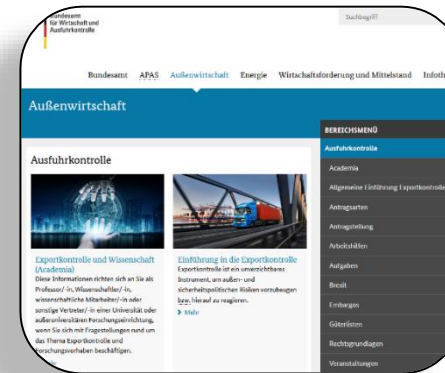 Bundesamt
für Wirtschaft und
Ausfuhrkontrolle
Suchbegriff
Bundesamt APAS Außenwirtschaft Energie Wirtschaftsförderung und Mittelstand Infoth
Außenwirtschaft
Ausfuhrkontrolle
Exportkontrolle und Wissenschaft
(Academia)
Diese Informationen richten sich an Sie als
Professor/-in, Wissenschaftler/-in,
wissenschaftliche Mitarbeiter/-in oder
sonstige Vertreter/-in einer Universität oder
außeruniversitären Forschungseinrichtung,
wenn Sie sich mit Fragestellungen rund um
das Thema Exportkontrolle und
Forschungsvorhaben beschäftigen.
Einführung in die Exportkontrolle
Exportkontrolle ist ein unverzichtbares
Instrument, um außen- und
sicherheitspolitischen Risiken vorzubeugen
bzw. hierauf zu reagieren.
Mehr
BEREICHSMENÜ
Ausfuhrkontrolle
Academia
Allgemeine Einführung Exportkontrolle
Antragsarten
Antragstellung
Arbeitshilfen
Aufgaben
Brexit
Embargos
Güterlisten
Rechtsgrundlagen
Veranstaltungen